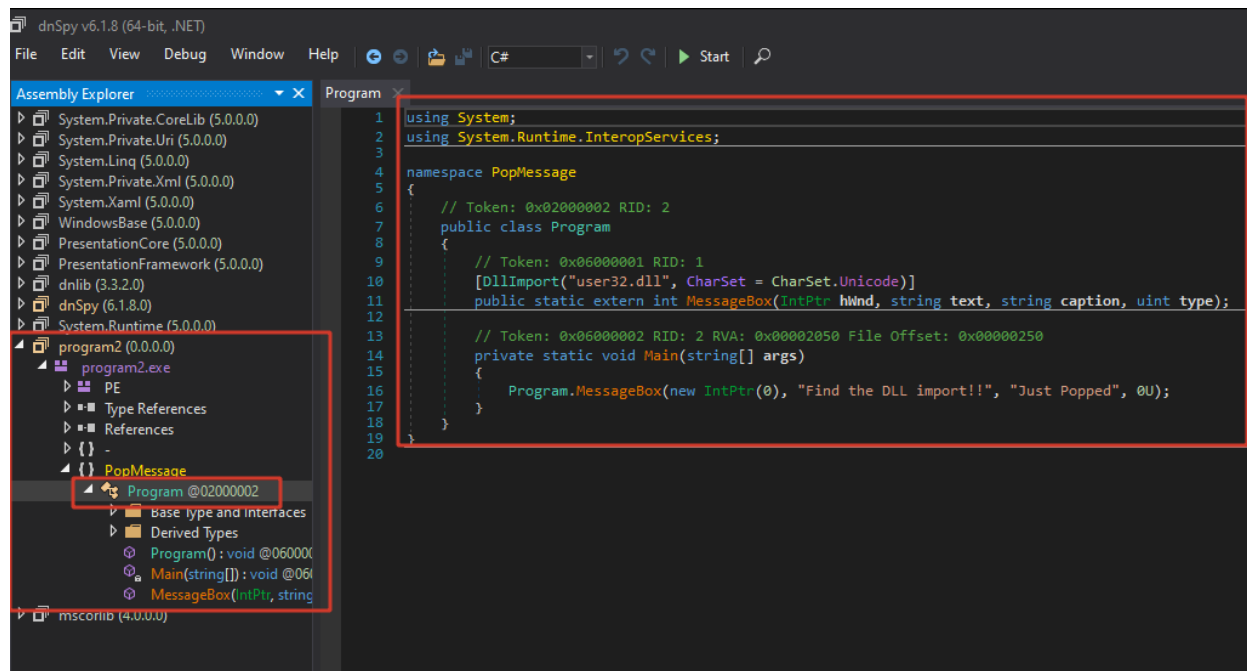 dnSpy v6.1.8 (64-bit, .NET)
File Edit View Debug Window Help C# Start
Assembly Explorer
System.Private.CoreLib (5.0.0.0)
System.Private.Uri (5.0.0.0)
System.Linq (5.0.0.0)
System.Private.Xml (5.0.0.0)
System.Xaml (5.0.0.0)
WindowsBase (5.0.0.0)
PresentationCore (5.0.0.0)
PresentationFramework (5.0.0.0)
dnlib (3.3.2.0)
dnSpy (6.1.8.0)
System.Runtime (5.0.0.0)
program2 (0.0.0.0)
program2.exe
PE
Type References
References
{} -
{} PopMessage
Program @02000002
Base Type and Interfaces
Derived Types
Program() : void @060000
Main(string[]) : void @060
MessageBox(IntPtr, string
mscorlib (4.0.0.0)
Program
1 using System;
2 using System.Runtime.InteropServices;
3
4 namespace PopMessage
5 {
6 // Token: 0x02000002 RID: 2
7 public class Program
8 {
9 // Token: 0x06000001 RID: 1
10 [DllImport("user32.dll", CharSet = CharSet.Unicode)]
11 public static extern int MessageBox(IntPtr hWnd, string text, string caption, uint type);
12
13 // Token: 0x06000002 RID: 2 RVA: 0x00002050 File Offset: 0x00000250
14 private static void Main(string[] args)
15 {
16 Program.MessageBox(new IntPtr(0), "Find the DLL import!!", "Just Popped", 0U);
17 }
18 }
19 }
20